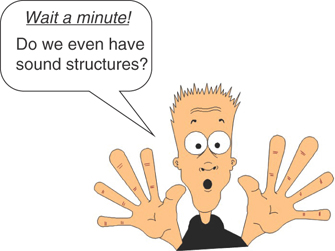 Wait a minute!
Do we even have
sound structures?